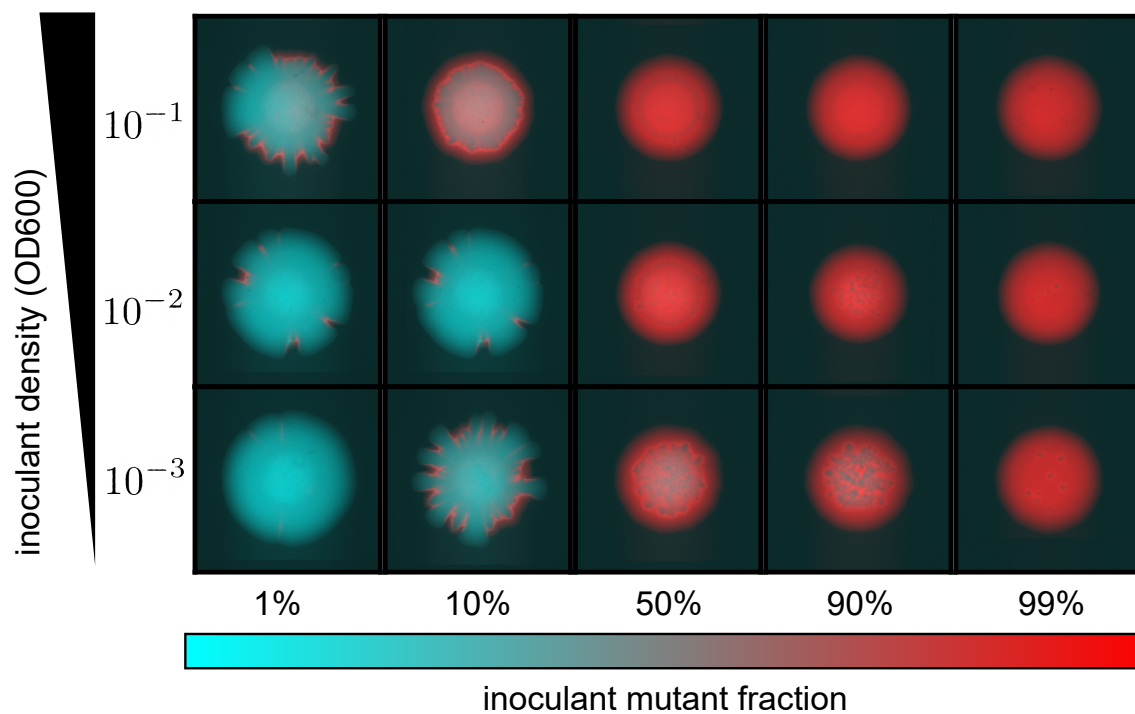 inoculant density (OD600)
10⁻¹
10⁻²
10⁻³
1% 10% 50% 90% 99%
inoculant mutant fraction